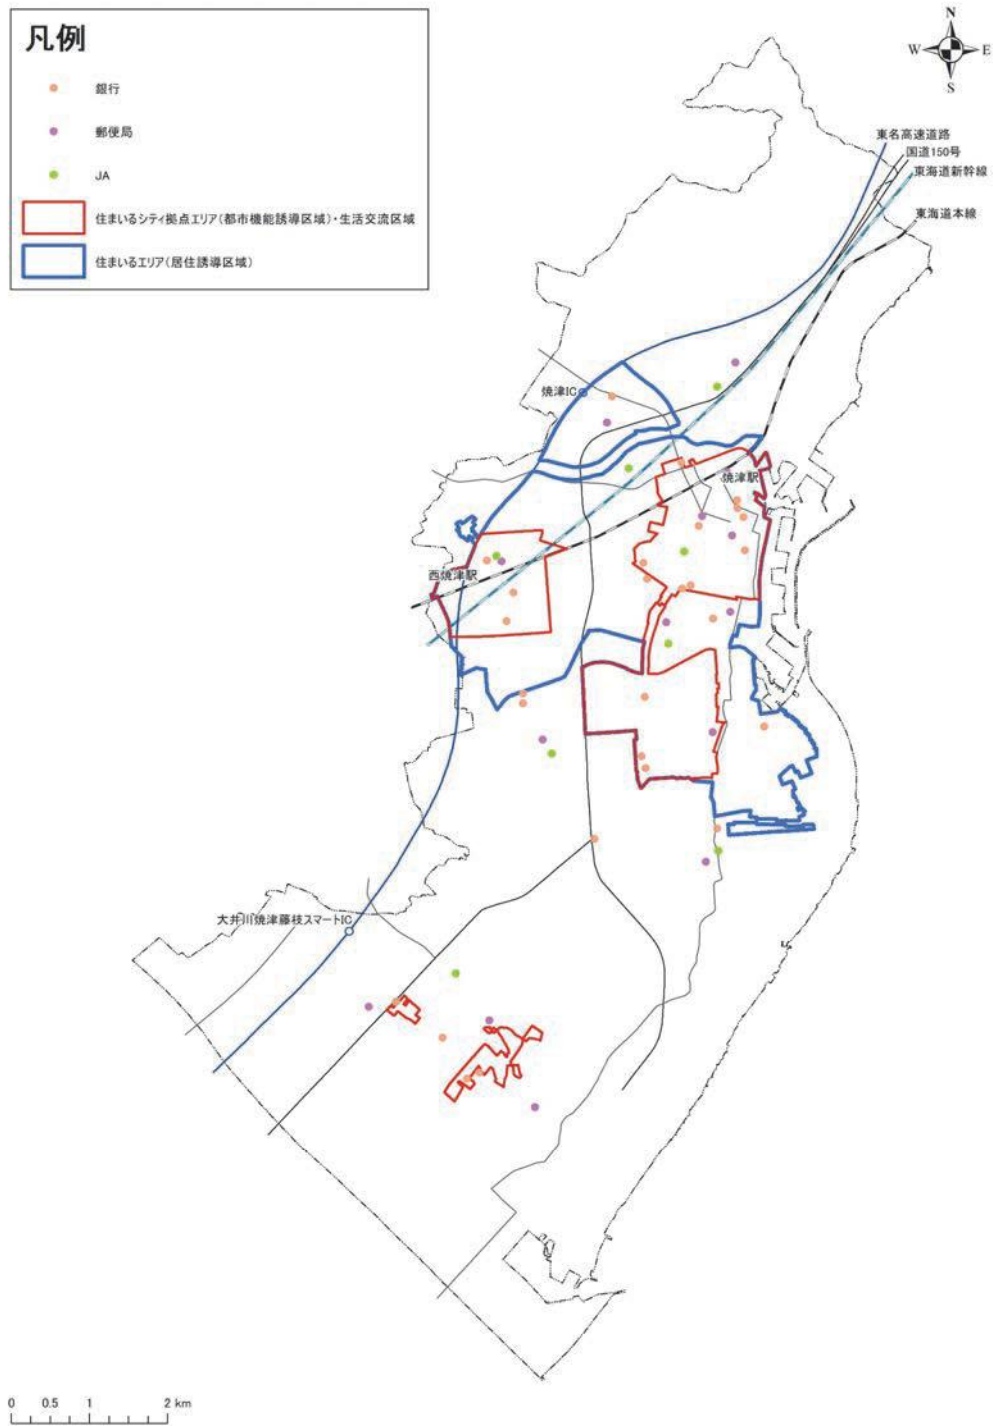 凡例
銀行
郵便局
JA
住まいるシティ拠点エリア(都市機能誘導区域)・生活交流区域
住まいるエリア(居住誘導区域)
N
W
E
S
東名高速道路
国道150号
東海道新幹線
東海道本線
焼津IC
焼津駅
西焼津駅
大井川焼津藤枝スマートIC
0 0.5 1 2 km